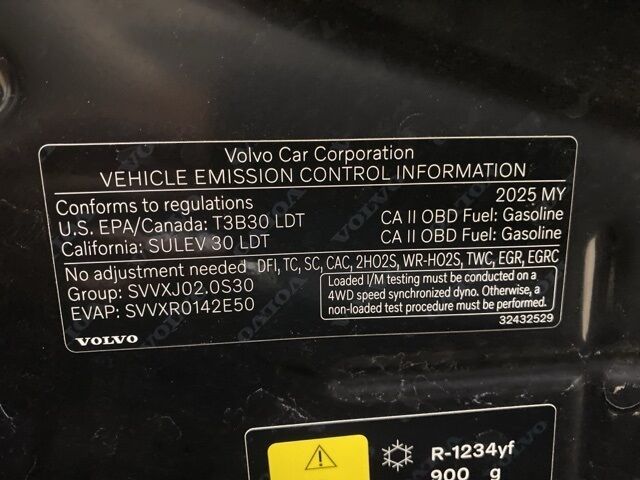 Volvo Car Corporation
VEHICLE EMISSION CONTROL INFORMATION
Conforms to regulations 2025 MY
U.S. EPA/Canada: T3B30 LDT CA II OBD Fuel: Gasoline
California: SULEV 30 LDT CA II OBD Fuel: Gasoline
No adjustment needed DFI, TC, SC, CAC, 2HO2S, WR-HO2S, TWC, EGR, EGRC
Group: SVVXJ02.0S30
EVAP: SVVXR0142E50
Loaded I/M testing must be conducted on a
4WD speed synchronized dyno. Otherwise, a
non-loaded test procedure must be performed.
VOLVO 32432529
R-1234yf
900 g